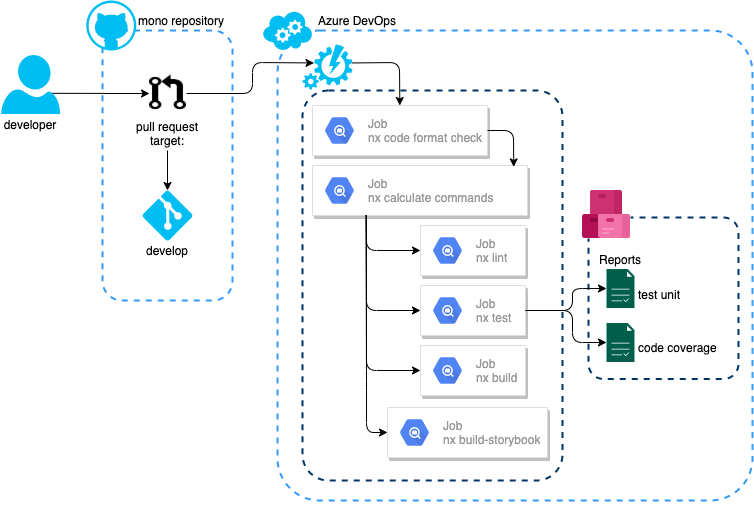 mono repository
Azure DevOps
developer
pull request
target:
develop
Job
nx code format check
Job
nx calculate commands
Job
nx lint
Job
nx test
Job
nx build
Job
nx build-storybook
Reports
test unit
code coverage